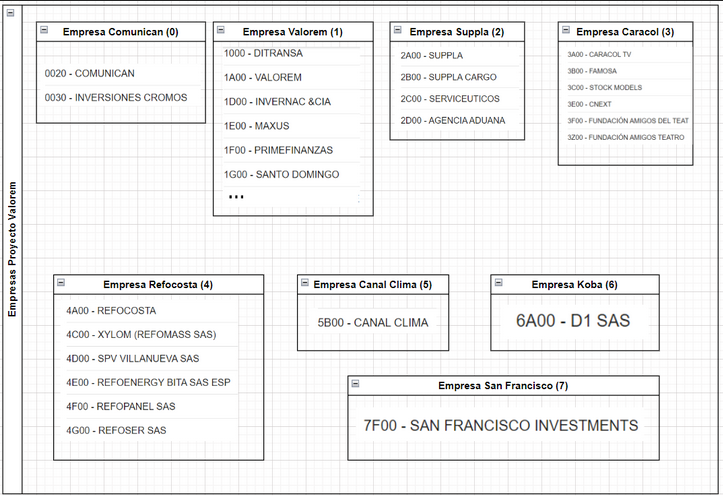 Empresas Proyecto Valorem
Empresa Comunican (0)
0020 - COMUNICAN
0030 - INVERSIONES CROMOS
Empresa Valorem (1)
1000 - DITRANSA
1A00 - VALOREM
1D00 - INVERNAC &CIA
1E00 - MAXUS
1F00 - PRIMEFINANZAS
1G00 - SANTO DOMINGO
...
Empresa Suppla (2)
2A00 - SUPPLA
2B00 - SUPPLA CARGO
2C00 - SERVICEUTICOS
2D00 - AGENCIA ADUANA
Empresa Caracol (3)
3A00 - CARACOL TV
3B00 - FAMOSA
3C00 - STOCK MODELS
3E00 - CNEXT
3F00 - FUNDACIÓN AMIGOS DEL TEAT
3Z00 - FUNDACIÓN AMIGOS TEATRO
Empresa Refocosta (4)
4A00 - REFOCOSTA
4C00 - XYLOM (REFOMASS SAS)
4D00 - SPV VILLANUEVA SAS
4E00 - REFOENERGY BITA SAS ESP
4F00 - REFOPANEL SAS
4G00 - REFOSER SAS
Empresa Canal Clima (5)
5B00 - CANAL CLIMA
Empresa Koba (6)
6A00 - D1 SAS
Empresa San Francisco (7)
7F00 - SAN FRANCISCO INVESTMENTS